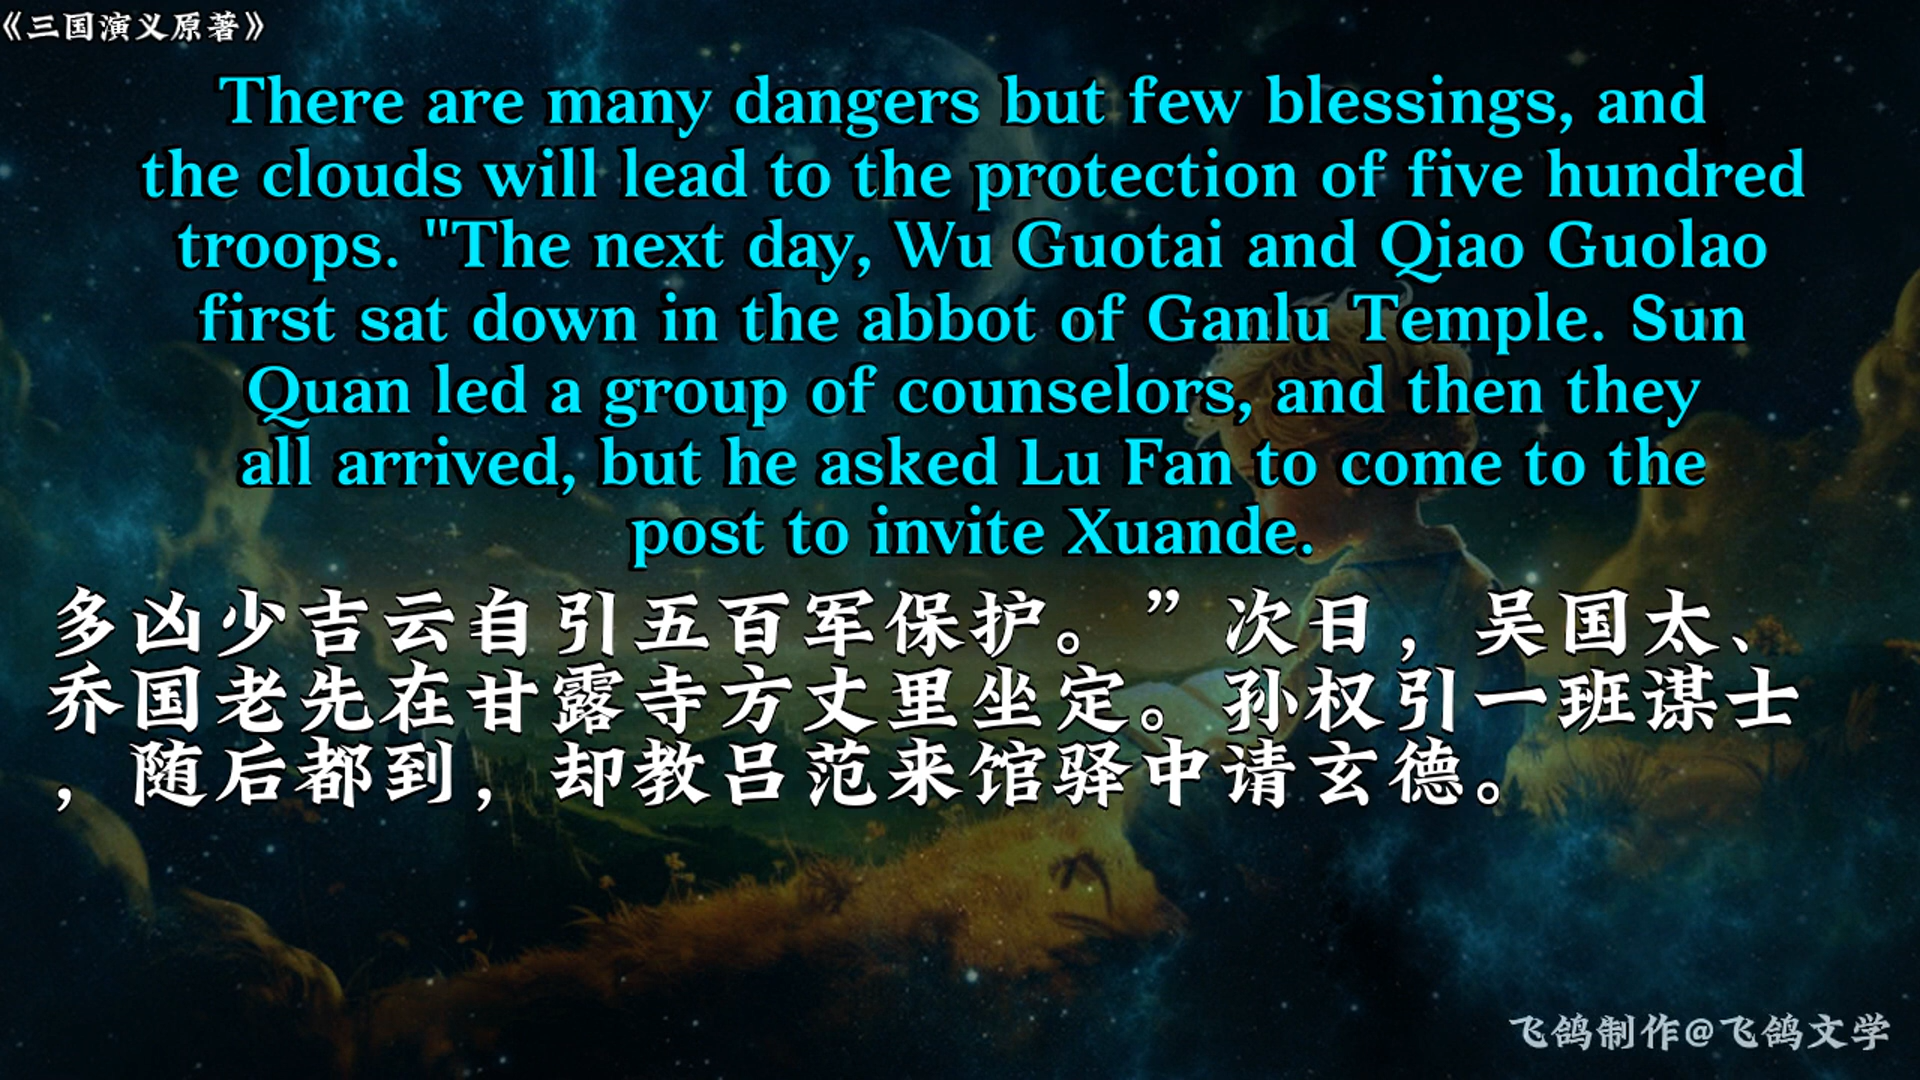 《三国演义原著》
There are many dangers but few blessings, and
the clouds will lead to the protection of five hundred
troops. "The next day, Wu Guotai and Qiao Guolao
first sat down in the abbot of Ganlu Temple. Sun
Quan led a group of counselors, and then they
all arrived, but he asked Lu Fan to come to the
post to invite Xuande.
多凶少吉云自引五百军保护。”次日，吴国太、
乔国老先在甘露寺方丈里坐定。孙权引一班谋士
，随后都到，却教吕范来馆驿中请玄德。
飞鸽制作@飞鸽文学